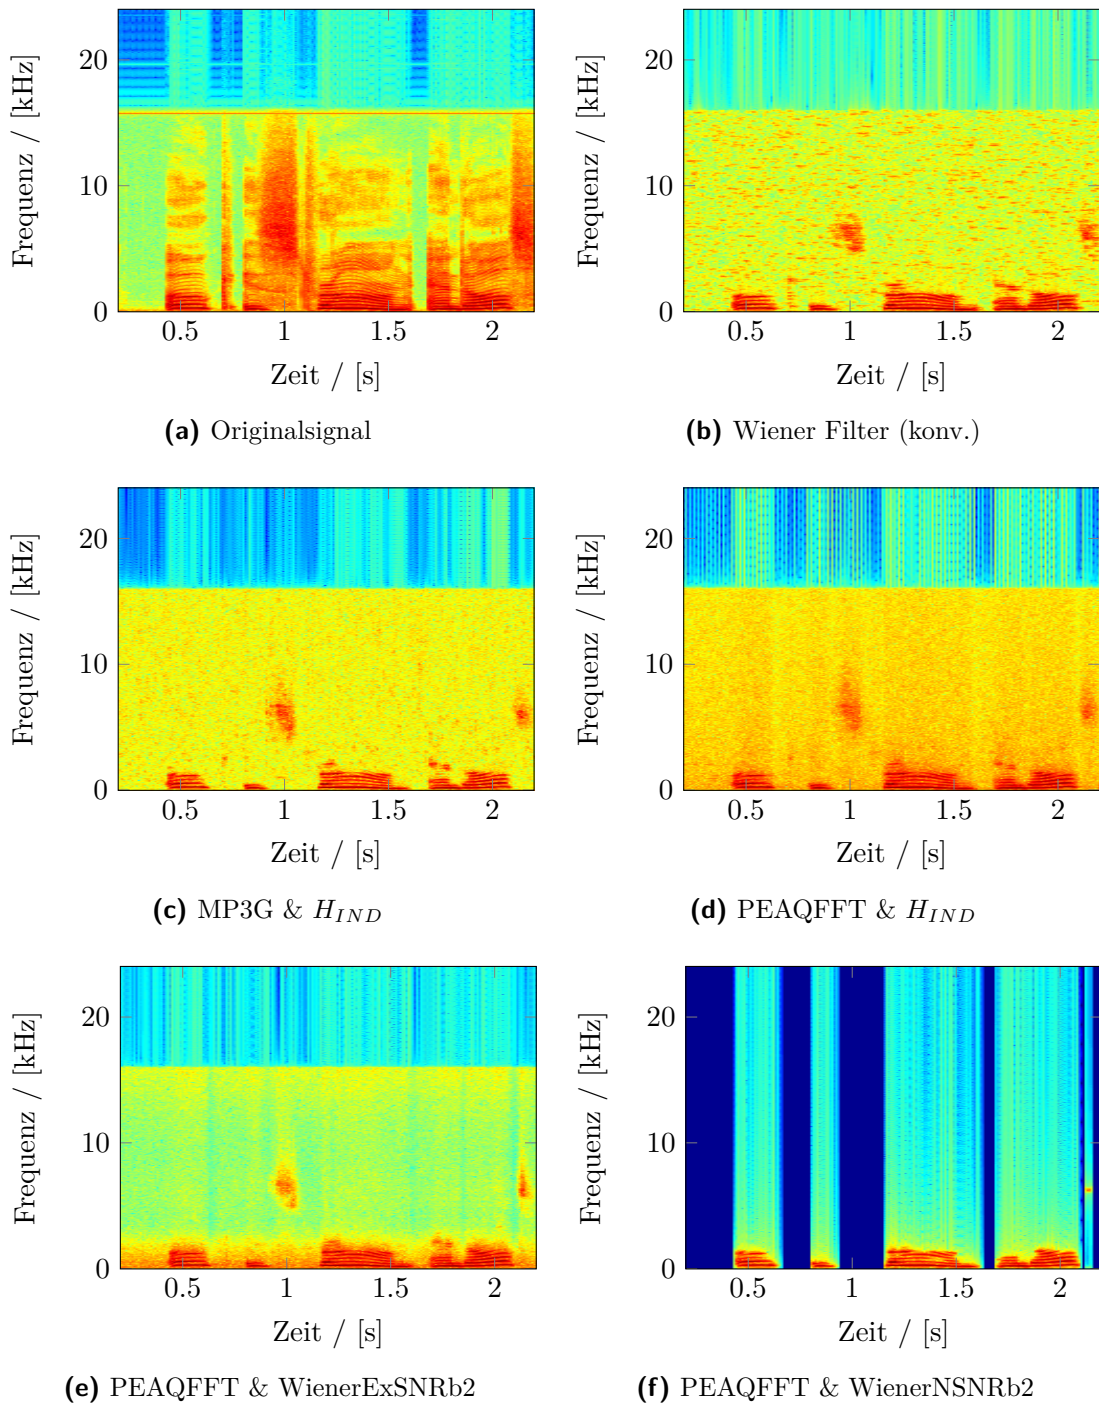 20
10
0
Frequenz / [kHz]
0.5 1 1.5 2
Zeit / [s]
(a) Originalsignal
20
10
0
Frequenz / [kHz]
0.5 1 1.5 2
Zeit / [s]
(b) Wiener Filter (konv.)
20
10
0
Frequenz / [kHz]
0.5 1 1.5 2
Zeit / [s]
(c) MP3G & H_IND
20
10
0
Frequenz / [kHz]
0.5 1 1.5 2
Zeit / [s]
(d) PEAQFFT & H_IND
20
10
0
Frequenz / [kHz]
0.5 1 1.5 2
Zeit / [s]
(e) PEAQFFT & WienerExSNRb2
20
10
0
Frequenz / [kHz]
0.5 1 1.5 2
Zeit / [s]
(f) PEAQFFT & WienerNSNRb2